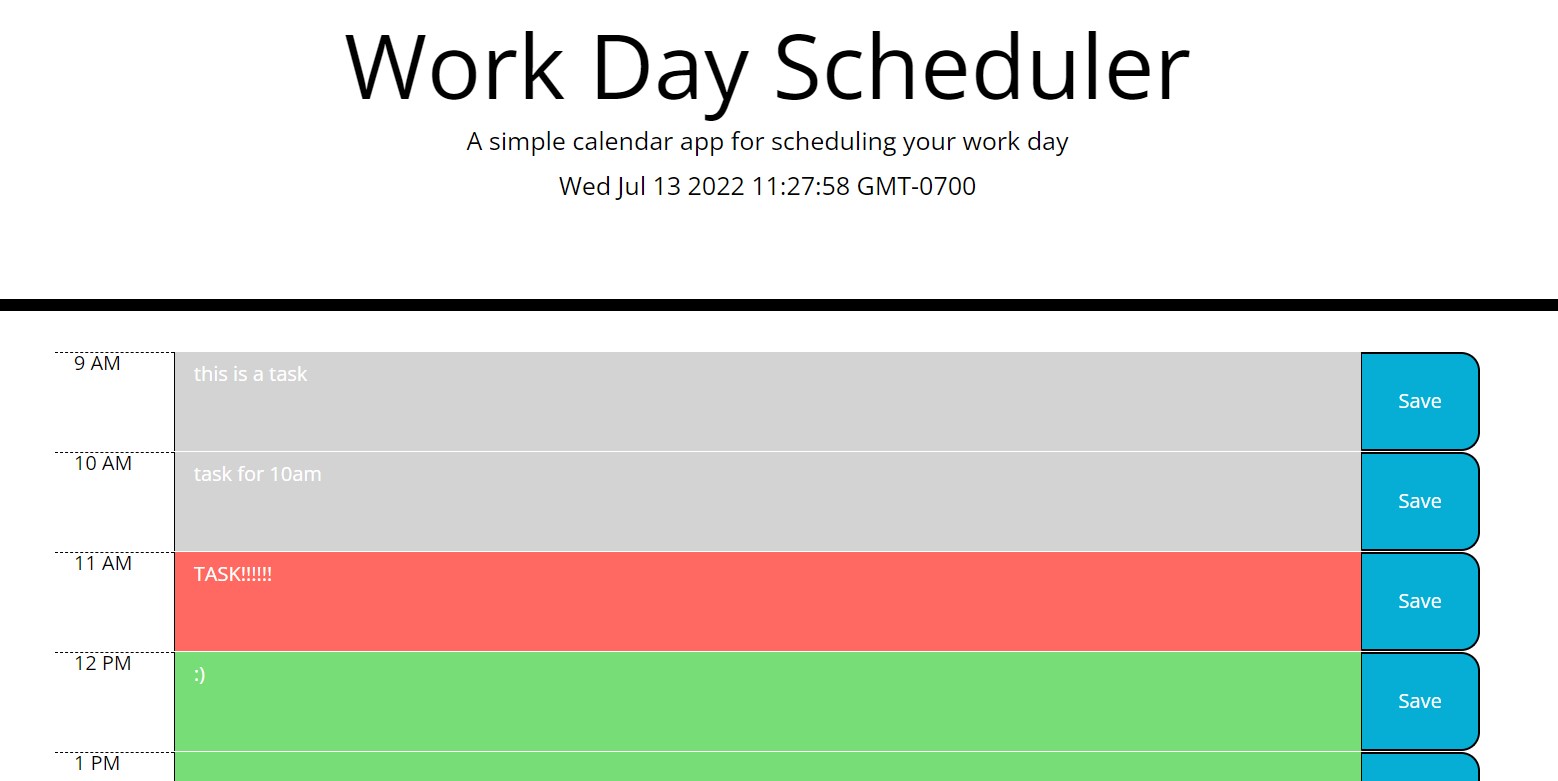 Work Day Scheduler
A simple calendar app for scheduling your work day
Wed Jul 13 2022 11:27:58 GMT-0700
9 AM
this is a task
Save
10 AM
task for 10am
Save
11 AM
TASK!!!!!!
Save
12 PM
:)
Save
1 PM